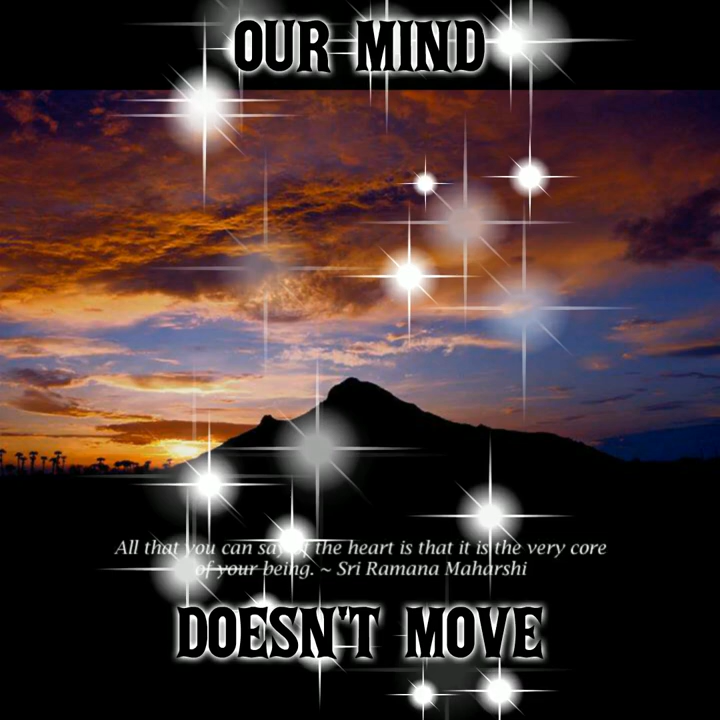 OUR MIND
All that you can say of the heart is that it is the very core
of your being. ~ Sri Ramana Maharshi
DOESN'T MOVE